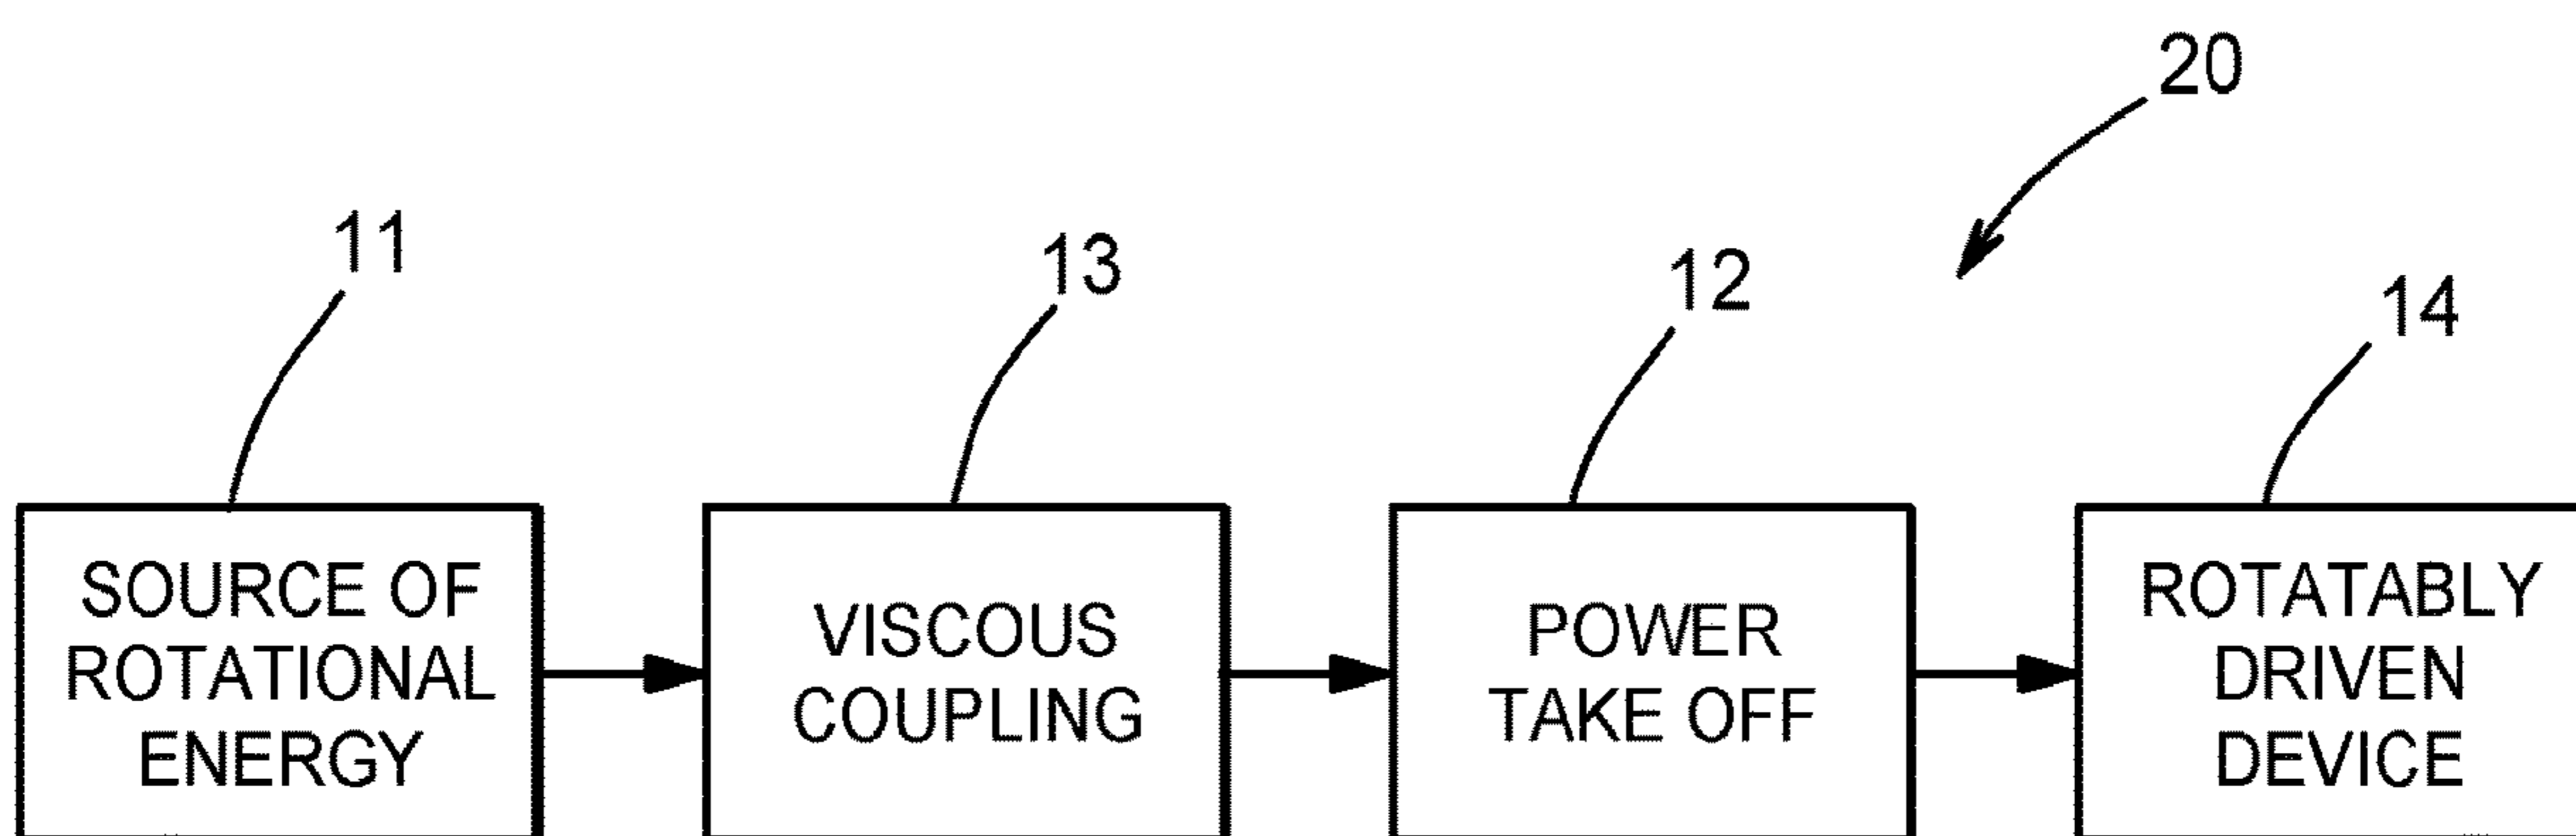 20
11
13
12
14
SOURCE OF
ROTATIONAL
ENERGY
VISCOUS
COUPLING
POWER
TAKE OFF
ROTATABLY
DRIVEN
DEVICE